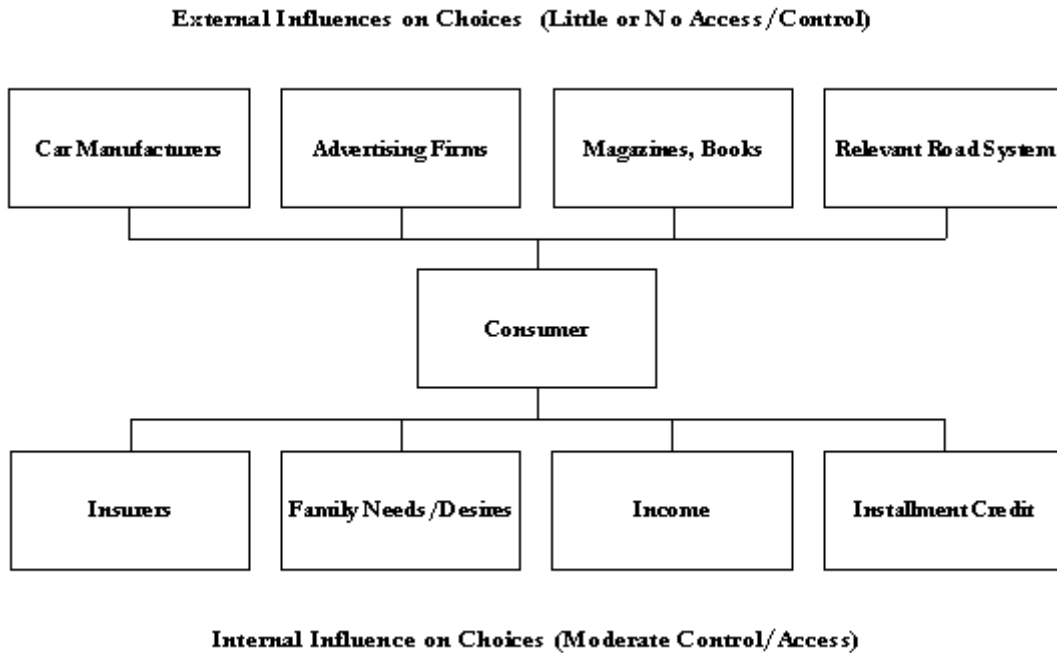 External Influences on Choices (Little or No Access/Control)
Car Manufacturers
Advertising Firms
Magazines, Books
Relevant Road System
Consumer
Insurers
Family Needs/Desires
Income
Installment Credit
Internal Influence on Choices (Moderate Control/Access)